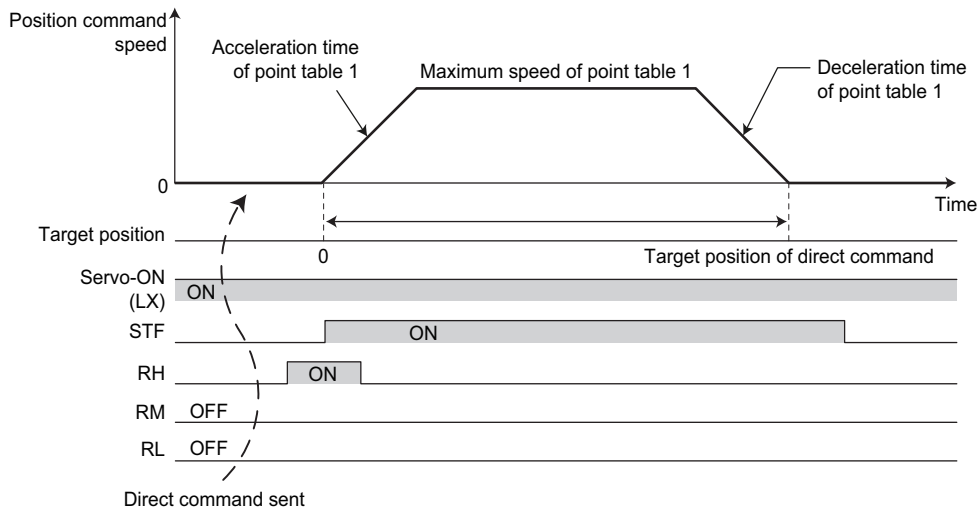 Position command
speed
Acceleration time
of point table 1
Maximum speed of point table 1
Deceleration time
of point table 1
0
Time
Target position
0
Target position of direct command
Servo-ON
(LX)
ON
STF
ON
RH
ON
RM
OFF
RL
OFF
Direct command sent